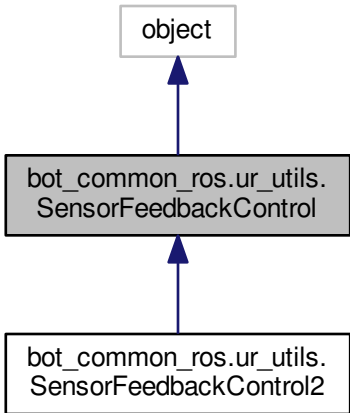 object
bot_common_ros.ur_utils.
SensorFeedbackControl
bot_common_ros.ur_utils.
SensorFeedbackControl2